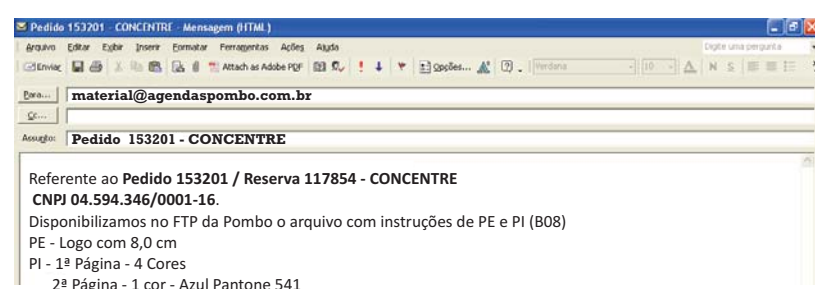 Pedido 153201 - CONCENTRE - Mensagem (HTML)
Arquivo Editar Exibir Inserir Formatar Ferramentas Ações Ajuda Digite uma pergunta
Enviar Attach as Adobe PDF Opções... Verdana 10 A N S
Para... material@agendaspombo.com.br
Cc...
Assunto: Pedido 153201 - CONCENTRE
Referente ao Pedido 153201 / Reserva 117854 - CONCENTRE
CNPJ 04.594.346/0001-16.
Disponibilizamos no FTP da Pombo o arquivo com instruções de PE e PI (B08)
PE - Logo com 8,0 cm
PI - 1ª Página - 4 Cores
2ª Página - 1 cor - Azul Pantone 541